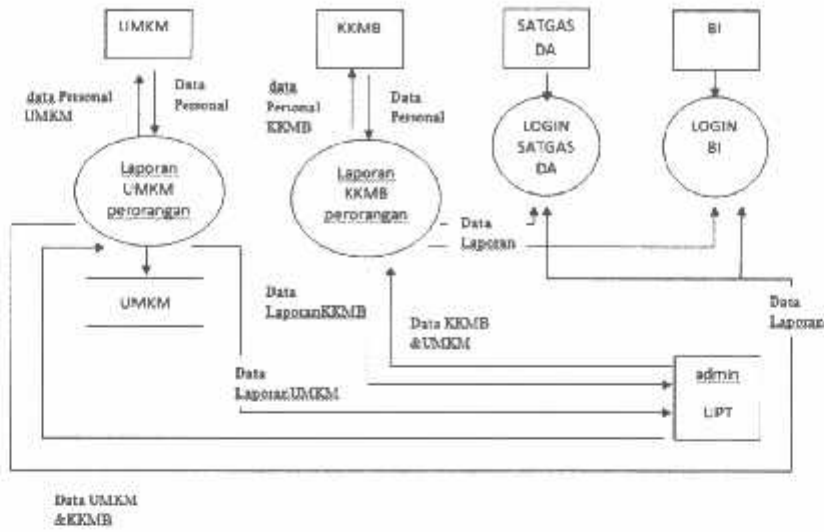 UMKM
KKMB
SATGAS
DA
BI
data Personal
UMKM
Data
Personal
data
Personal
KKMB
Data
Personal
LOGIN
SATGAS
DA
LOGIN
BI
Laporan
UMKM
perorangan
Laporan
KKMB
perorangan
Data
Laporan
UMKM
Data
LaporanKKMB
Data KKMB
&UMKM
Data
Laporan
Data
LaporanUMKM
admin
UPT
Data UMKM
&KKMB